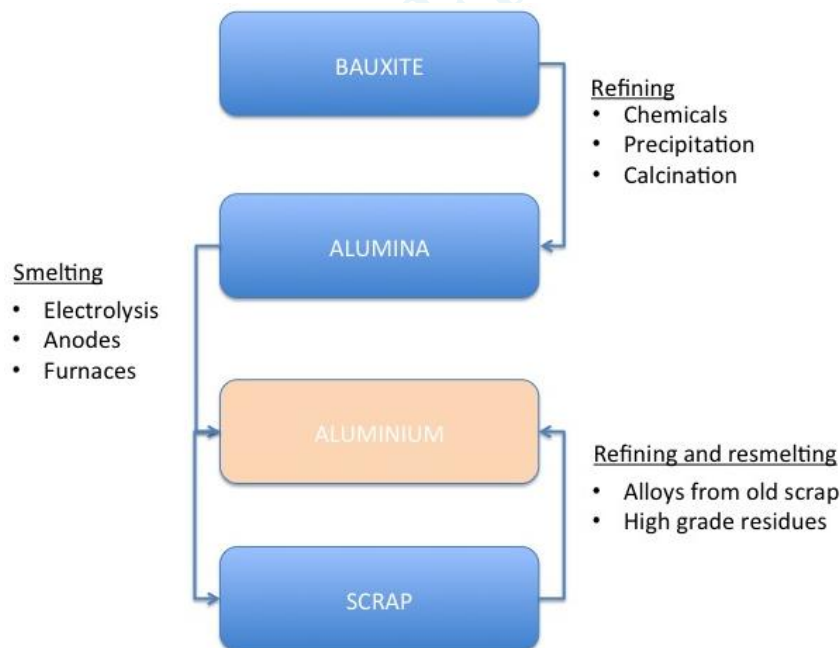 BAUXITE
Refining
• Chemicals
• Precipitation
• Calcination
ALUMINA
Smelting
• Electrolysis
• Anodes
• Furnaces
ALUMINIUM
Refining and resmelting
• Alloys from old scrap
• High grade residues
SCRAP